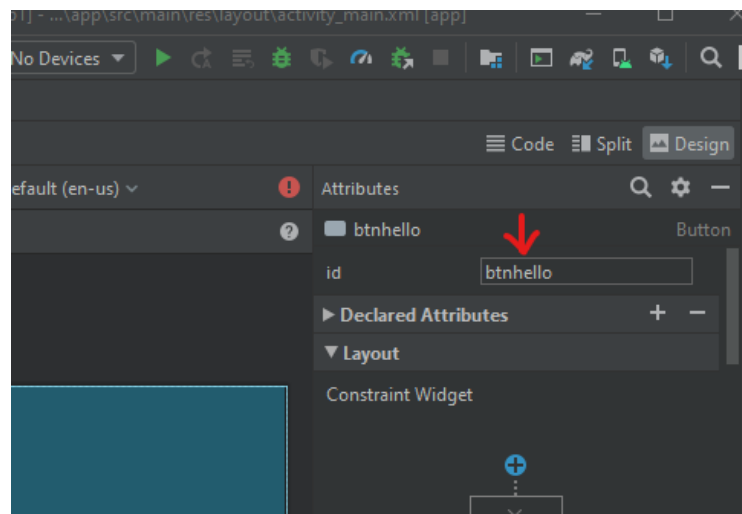 ...\app\src\main\res\layout\activity_main.xml [app]
No Devices
Code Split Design
efault (en-us)
Attributes
btnhello Button
id btnhello
Declared Attributes
Layout
Constraint Widget